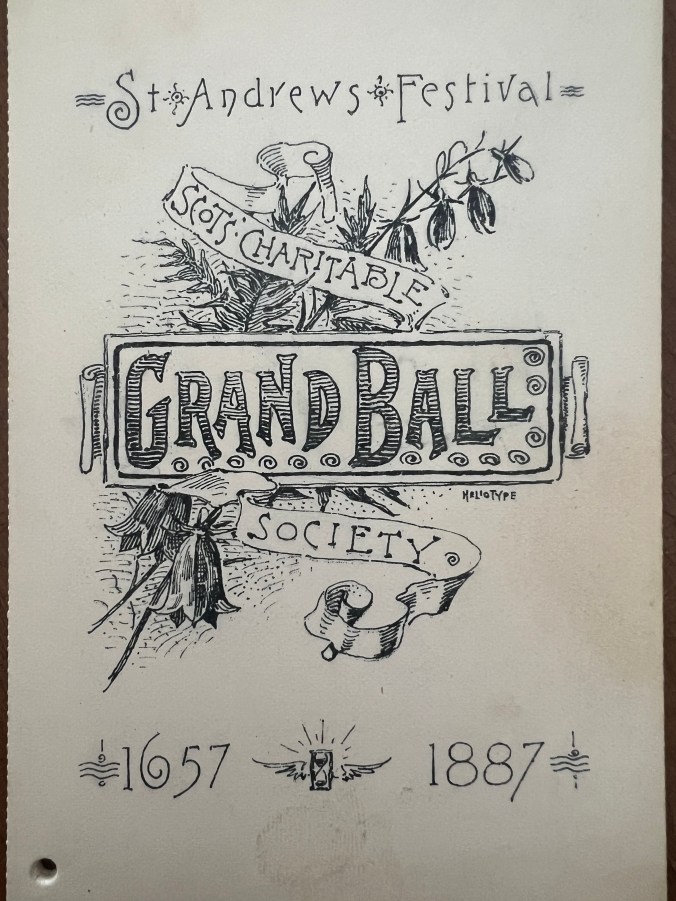 St Andrews Festival
SCOTS' CHARITABLE
GRAND BALL
HELIOTYPE
SOCIETY
1657 1887